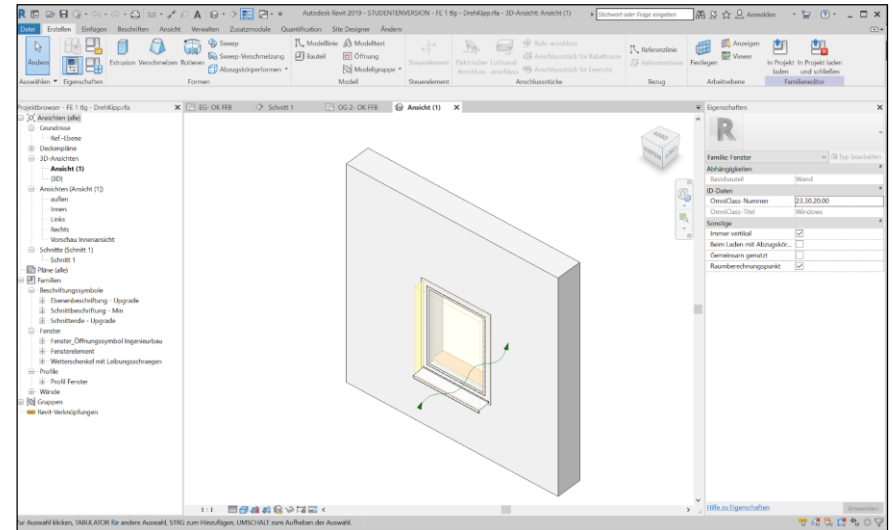 Autodesk Revit 2019 - STUDENTENVERSION - FE 1 tlg - DrehKipp.rfa - 3D-Ansicht: Ansicht (1)
Stichwort oder Frage eingeben
Anmelden
Datei Erstellen Einfügen Beschriften Ansicht Verwalten Zusatzmodule Quantification Site Designer Ändern
Ändern
Extrusion Verschmelzen Rotieren
Sweep
Sweep-Verschmelzung
Abzugskörperformen
Modelllinie Modelltext
Bauteil Öffnung
Modellgruppe
Steuerelement
Elektrischer Anschluss
Luftkanal anschluss
Rohr anschluss
Anschlussstück für Kabeltrasse
Anschlussstück für Leerrohr
Referenzlinie
Referenzebene
Festlegen
Anzeigen
Viewer
In Projekt laden
In Projekt laden und schließen
Auswählen Eigenschaften Formen Modell Steuerelement Anschlussstücke Bezug Arbeitsebene Familieneditor
Projektbrowser - FE 1 tlg - DrehKipp.rfa
EG- OK FFB Schnitt 1 OG 2- OK FFB Ansicht (1)
Ansichten (alle)
Grundrisse
Ref.-Ebene
Deckenpläne
3D-Ansichten
Ansicht (1)
{3D}
Ansichten (Ansicht (1))
außen
Innen
Links
Rechts
Vorschau Innenansicht
Schnitte (Schnitt 1)
Schnitt 1
Pläne (alle)
Familien
Beschriftungssymbole
Ebenenbeschriftung - Upgrade
Schnittbeschriftung - Min
Schnittende - Upgrade
Fenster
Fenster_Öffnungssymbol Ingenieurbau
Fensterelement
Wetterschenkel mit Leibungsschraegen
Profile
Profil Fenster
Wände
Gruppen
Revit-Verknüpfungen
1:1
Eigenschaften
R
Familie: Fenster Typ bearbeiten
Abhängigkeiten
Basisbauteil Wand
ID-Daten
OmniClass-Nummer 23.30.20.00
OmniClass-Titel Windows
Sonstige
Immer vertikal
Beim Laden mit Abzugskör...
Gemeinsam genutzt
Raumberechnungspunkt
Hilfe zu Eigenschaften Anwenden
Zur Auswahl klicken, TABULATOR für andere Auswahl, STRG zum Hinzufügen, UMSCHALT zum Aufheben der Auswahl.